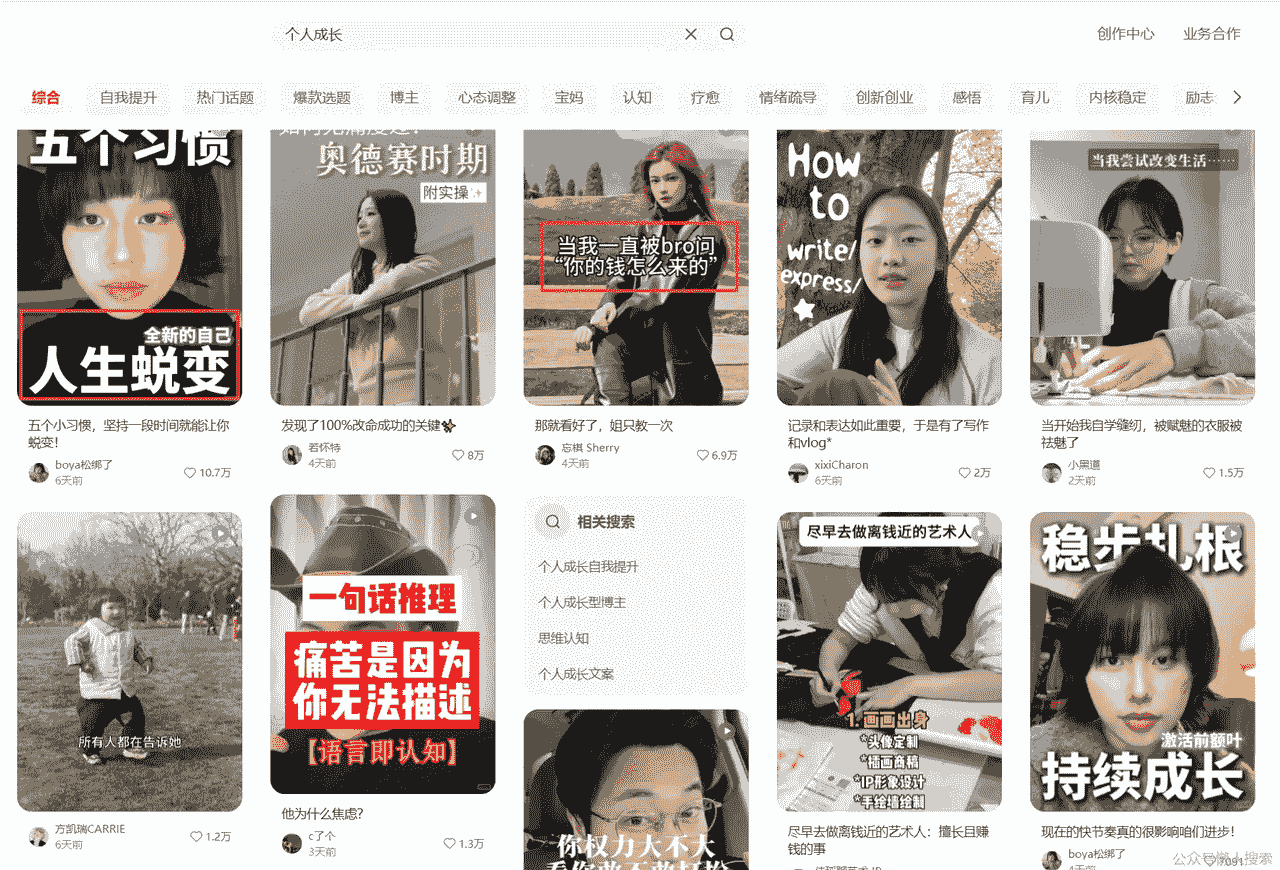 个人成长
创作中心
业务合作
综合
自我提升
热门话题
爆款选题
博主
心态调整
宝妈
认知
疗愈
情绪疏导
创新创业
感悟
育儿
内核稳定
励志
五个习惯
全新的自己
人生蜕变
五个小习惯，坚持一段时间就能让你
蜕变！
boya松绑了
6天前
10.7万
奥德赛时期
附实操
发现了100%改命成功的关键
若怀特
4天前
8万
当我一直被bro问
“你的钱怎么来的”
那就看好了，姐只教一次
忘棋 Sherry
4天前
6.9万
How
to
write/
express/
记录和表达如此重要，于是有了写作
和vlog*
xixiCharon
6天前
2万
当我尝试改变生活……
当开始我自学缝纫，被赋魅的衣服被
祛魅了
小黑道
2天前
1.5万
所有人都在告诉她
方凯瑞CARRIE
6天前
1.2万
一句话推理
痛苦是因为
你无法描述
【语言即认知】
他为什么焦虑?
c了个
3天前
1.3万
相关搜索
个人成长自我提升
个人成长型博主
思维认知
个人成长文案
你权力大不大
尽早去做离钱近的艺术人
1. 画画出身
*头像定制
*插画商稿
*IP形象设计
*手绘墙绘制
尽早去做离钱近的艺术人：擅长且赚
钱的事
稳步扎根
激活前额叶
持续成长
现在的快节奏真的很影响咱们进步！
boya松绑了
4天前
7091
公众号懒人搜索